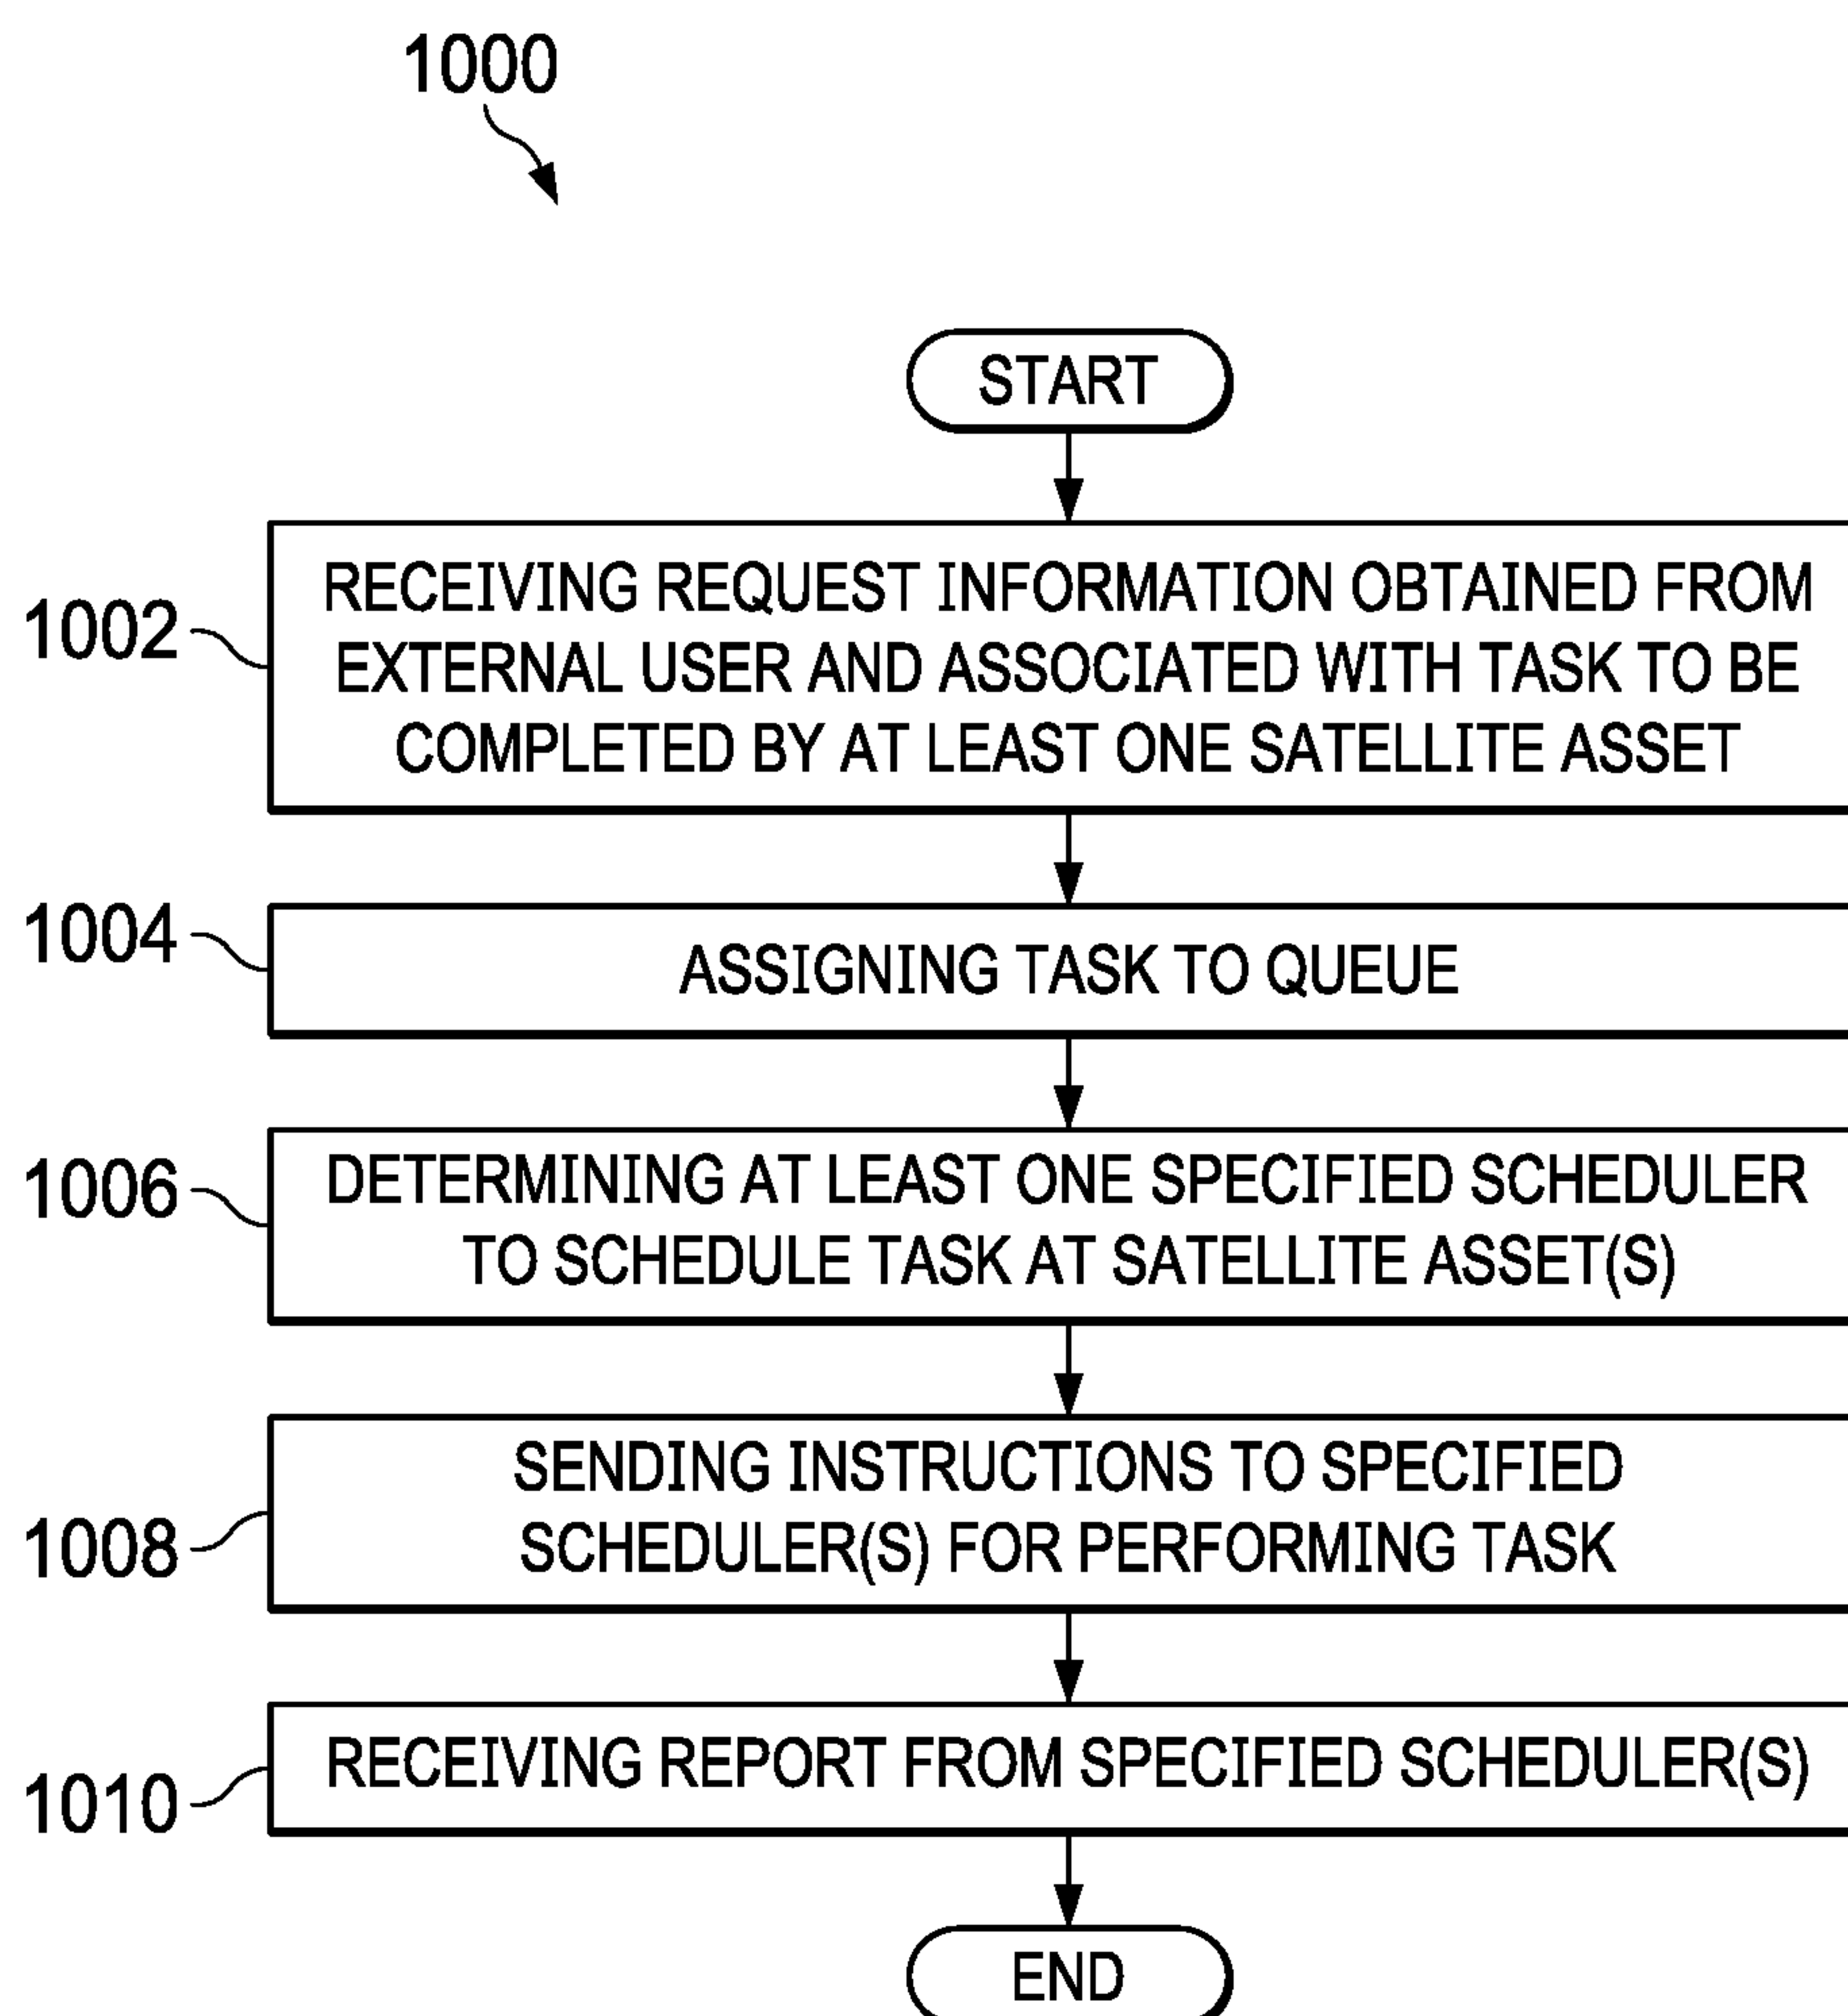 1000
START
1002
RECEIVING REQUEST INFORMATION OBTAINED FROM
EXTERNAL USER AND ASSOCIATED WITH TASK TO BE
COMPLETED BY AT LEAST ONE SATELLITE ASSET
1004
ASSIGNING TASK TO QUEUE
1006
DETERMINING AT LEAST ONE SPECIFIED SCHEDULER
TO SCHEDULE TASK AT SATELLITE ASSET(S)
1008
SENDING INSTRUCTIONS TO SPECIFIED
SCHEDULER(S) FOR PERFORMING TASK
1010
RECEIVING REPORT FROM SPECIFIED SCHEDULER(S)
END